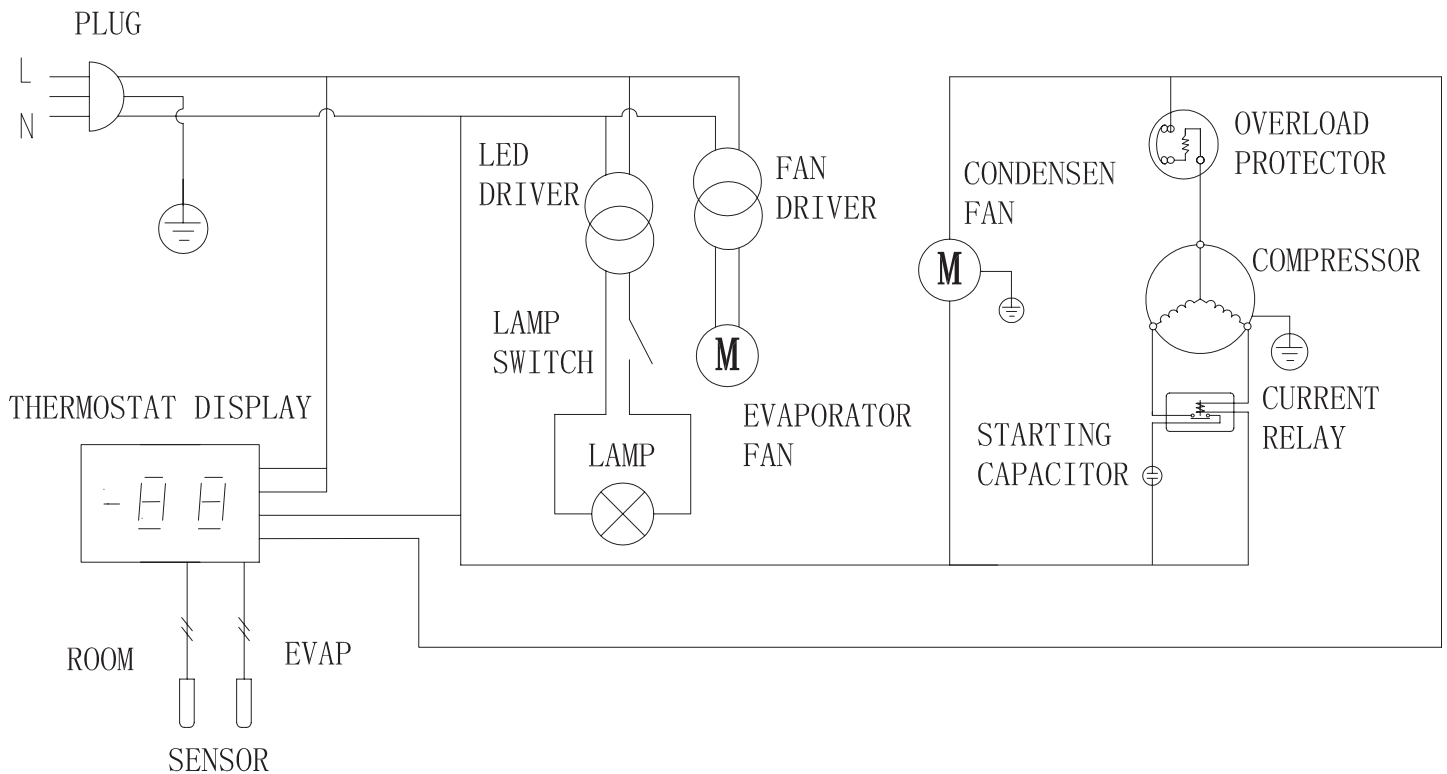 PLUG
L
N
LED
DRIVER
FAN
DRIVER
CONDENSEN
FAN
M
OVERLOAD
PROTECTOR
COMPRESSOR
LAMP
SWITCH
M
EVAPORATOR
FAN
THERMOSTAT DISPLAY
-88
LAMP
STARTING
CAPACITOR
CURRENT
RELAY
ROOM
EVAP
SENSOR